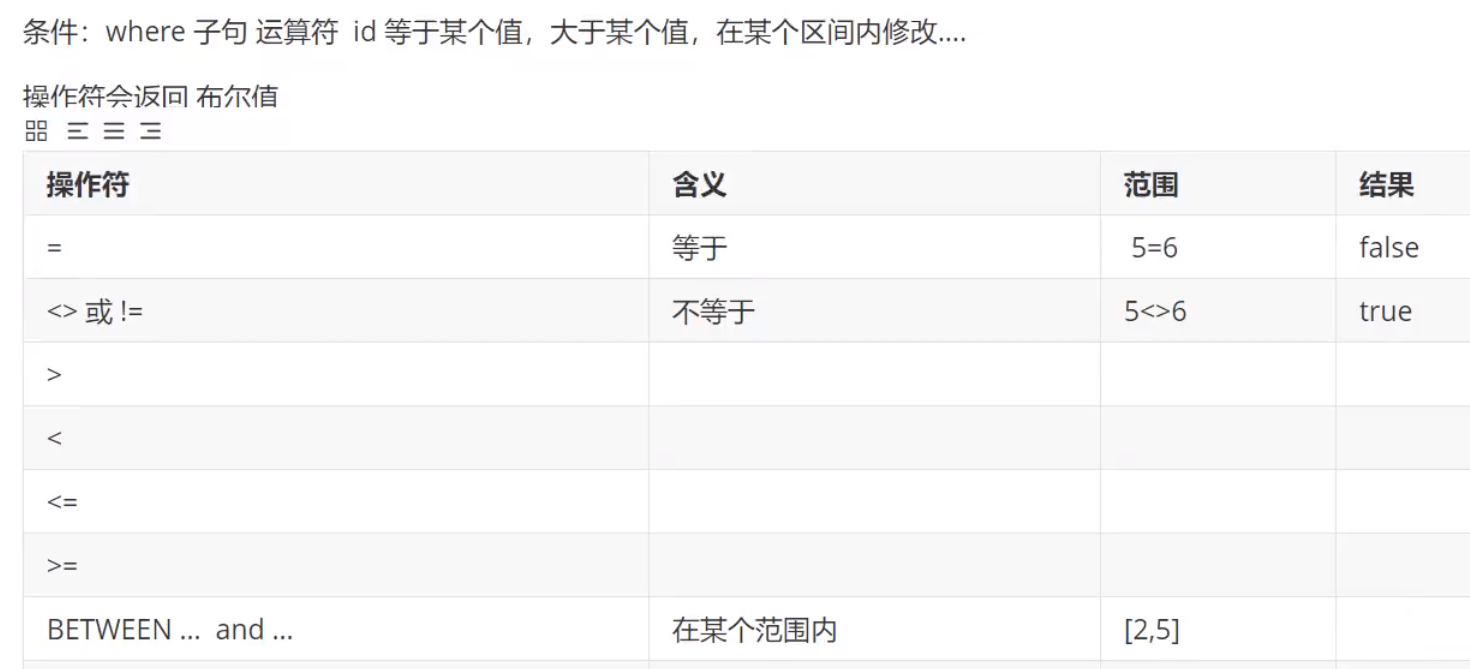 条件：where 子句 运算符 id 等于某个值，大于某个值，在某个区间内修改....
操作符会返回 布尔值
操作符 含义 范围 结果
= 等于 5=6 false
<> 或 != 不等于 5<>6 true
>
<
<=
>=
BETWEEN ... and ... 在某个范围内 [2,5]